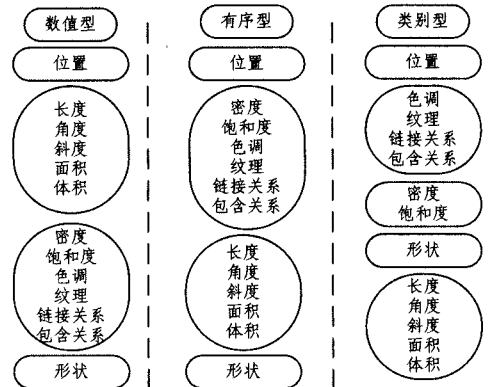 数值型
位置
长度
角度
斜度
面积
体积
密度
饱和度
色调
纹理
链接关系
包含关系
形状
有序型
位置
密度
饱和度
色调
纹理
链接关系
包含关系
长度
角度
斜度
面积
体积
形状
类别型
位置
色调
纹理
链接关系
包含关系
密度
饱和度
形状
长度
角度
斜度
面积
体积